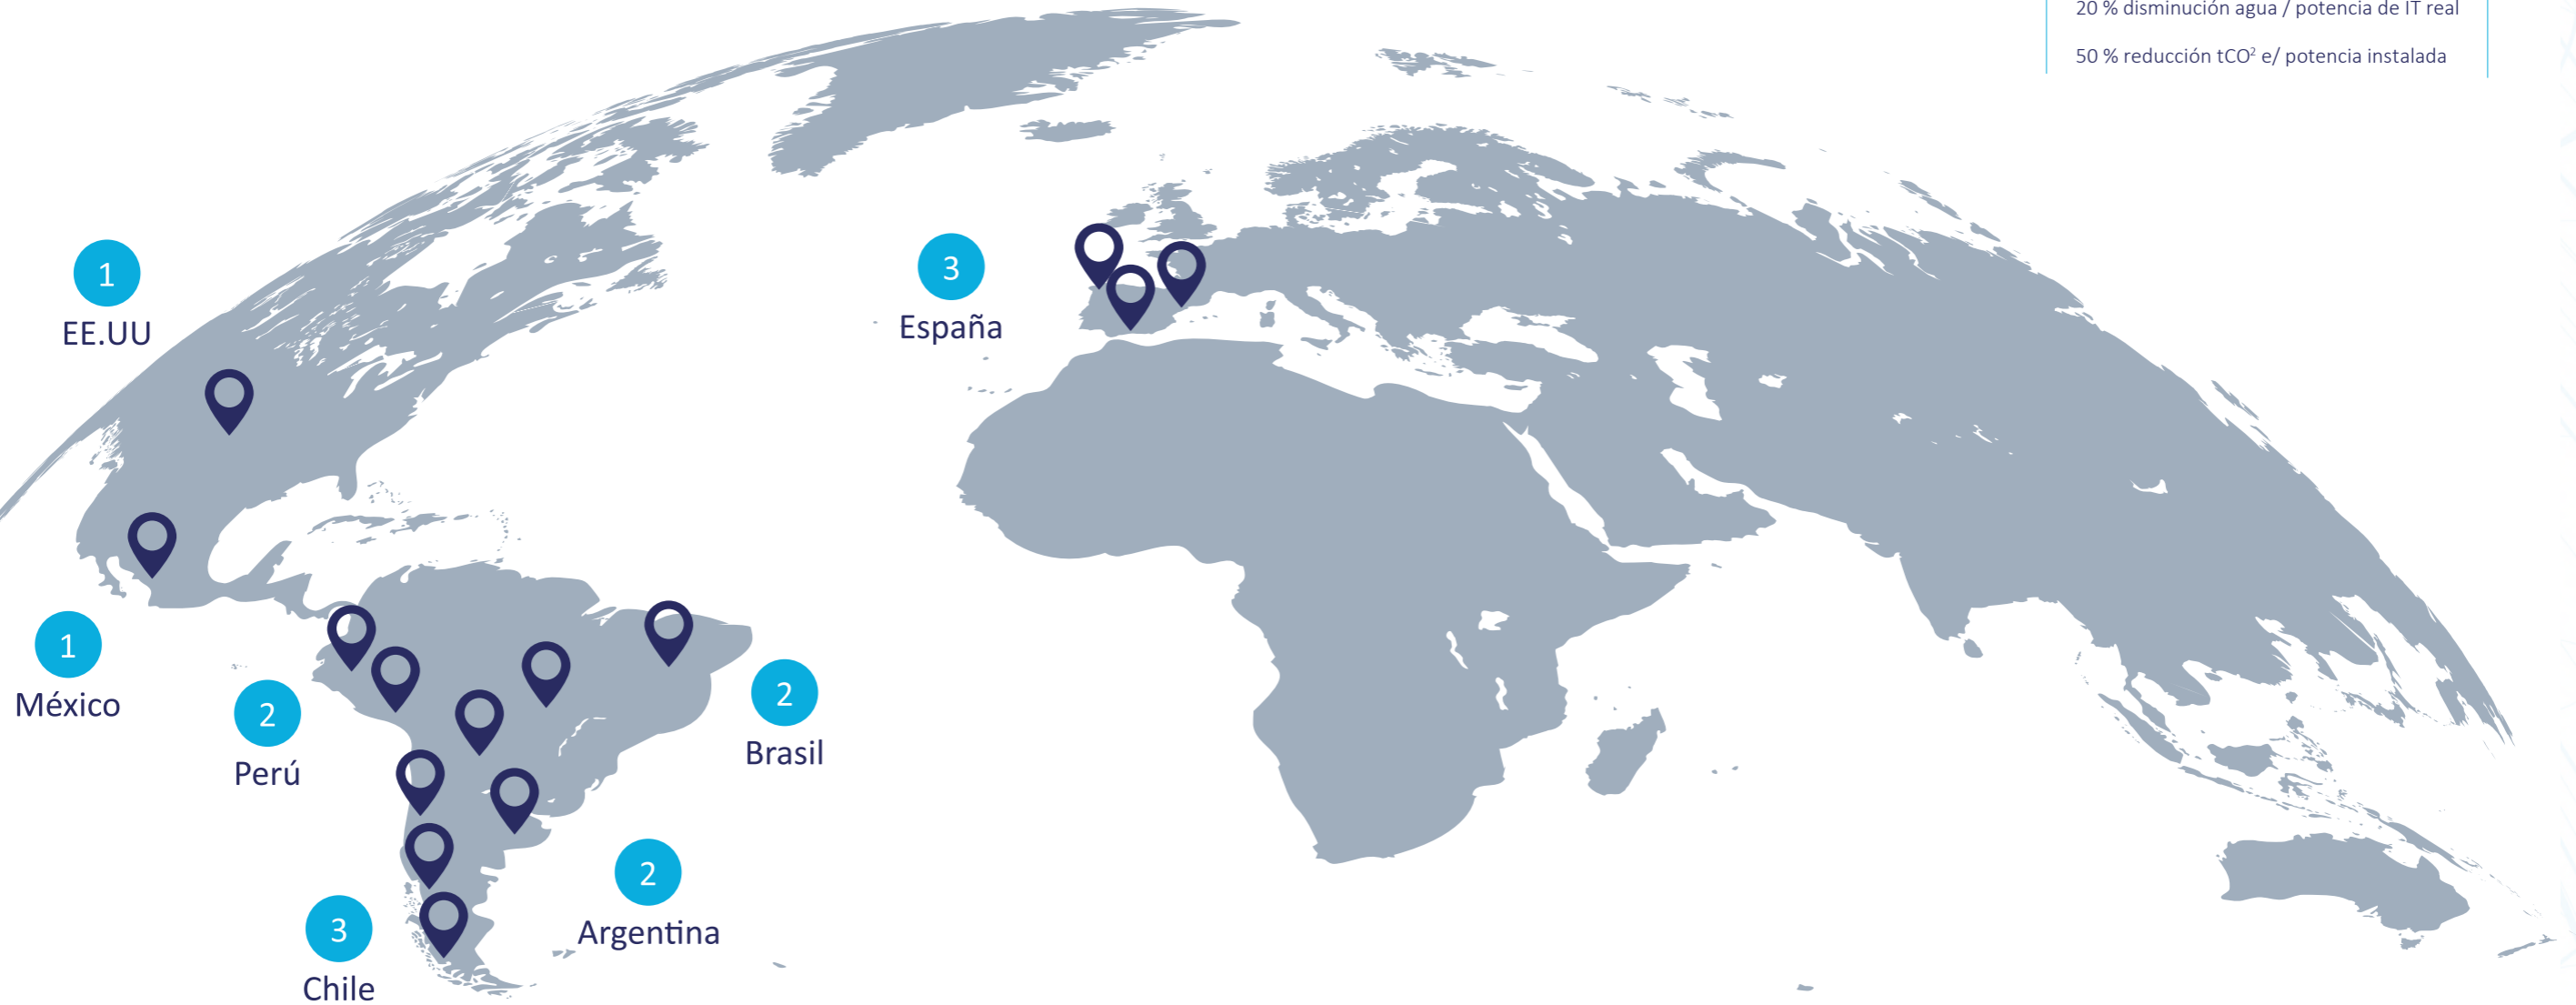 20 % disminución agua / potencia de IT real
50 % reducción tCO² e/ potencia instalada
1
EE.UU
3
España
1
México
2
Perú
2
Brasil
2
Argentina
3
Chile